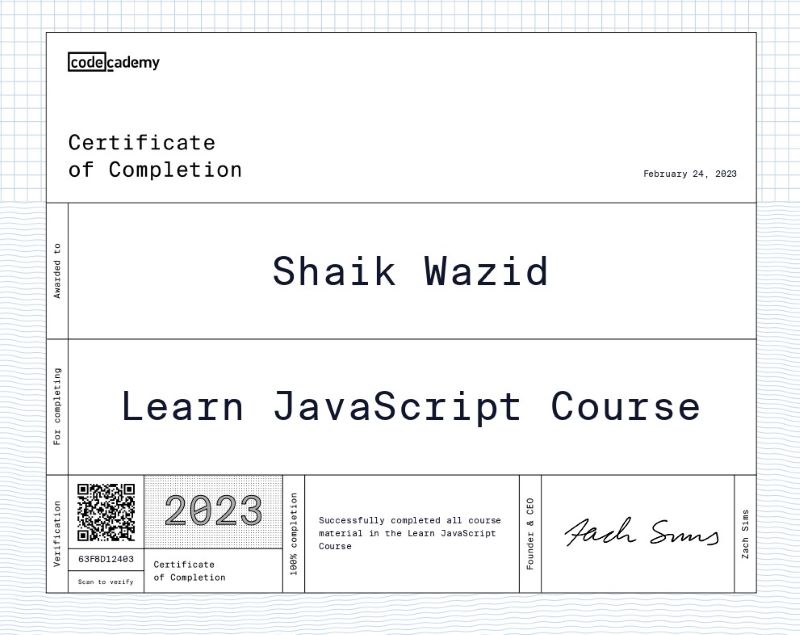 codecademy
Certificate
of Completion
February 24, 2023
Awarded to
Shaik Wazid
For completing
Learn JavaScript Course
Verification
63F8D12403
Scan to verify
2023
Certificate
of Completion
100% completion
Successfully completed all course
material in the Learn JavaScript
Course
Founder & CEO
Zach Sims
Zach Sims